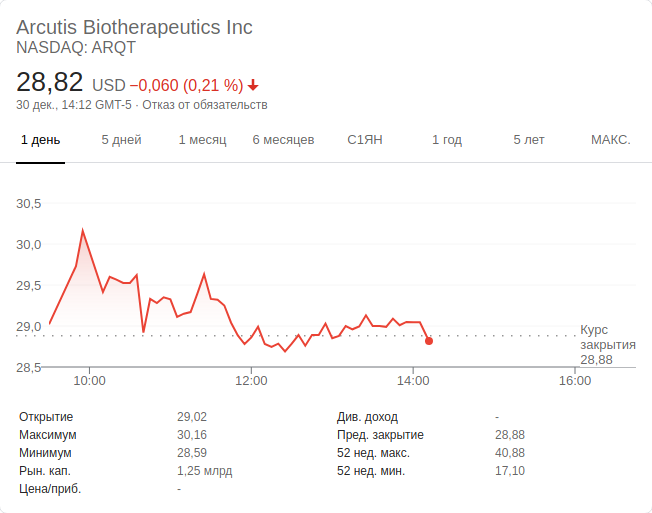 Arcutis Biotherapeutics Inc
NASDAQ: ARQT
28,82 USD −0,060 (0,21 %)
30 дек., 14:12 GMT-5 · Отказ от обязательств
1 день 5 дней 1 месяц 6 месяцев С1ЯН 1 год 5 лет МАКС.
30,5
30,0
29,5
29,0
28,5
Курс
закрытия
28,88
10:00 12:00 14:00 16:00
Открытие 29,02 Див. доход -
Максимум 30,16 Пред. закрытие 28,88
Минимум 28,59 52 нед. макс. 40,88
Рын. кап. 1,25 млрд 52 нед. мин. 17,10
Цена/приб. -